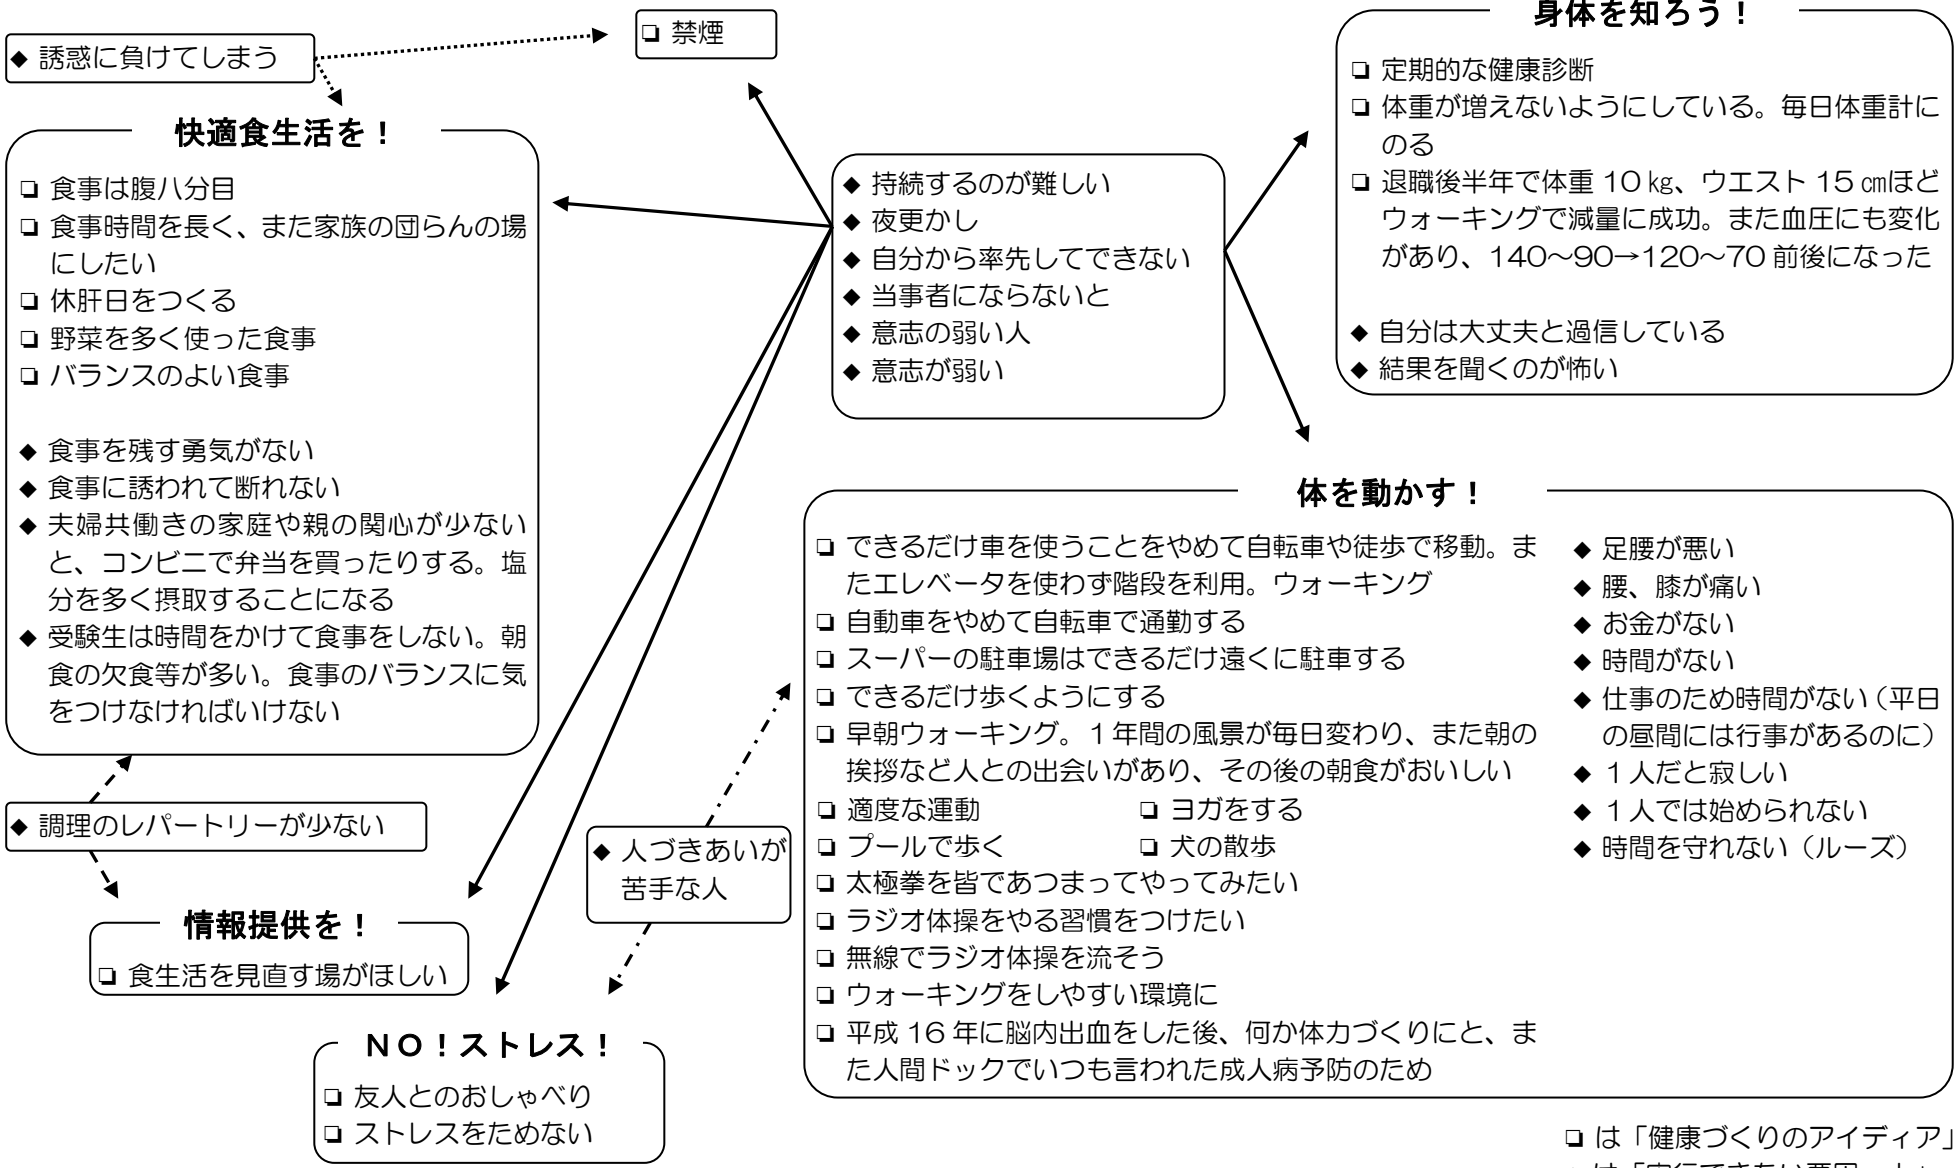 ◆ 誘惑に負けてしまう
❏ 禁煙
身体を知ろう！
❏ 定期的な健康診断
❏ 体重が増えないようにしている。毎日体重計に
のる
❏ 退職後半年で体重 10 ㎏、ウエスト 15 ㎝ほど
ウォーキングで減量に成功。また血圧にも変化
があり、140～90→120～70 前後になった
◆ 自分は大丈夫と過信している
◆ 結果を聞くのが怖い
快適食生活を！
❏ 食事は腹八分目
❏ 食事時間を長く、また家族の団らんの場
にしたい
❏ 休肝日をつくる
❏ 野菜を多く使った食事
❏ バランスのよい食事
◆ 食事を残す勇気がない
◆ 食事に誘われて断れない
◆ 夫婦共働きの家庭や親の関心が少ない
と、コンビニで弁当を買ったりする。塩
分を多く摂取することになる
◆ 受験生は時間をかけて食事をしない。朝
食の欠食等が多い。食事のバランスに気
をつけなければいけない
◆ 持続するのが難しい
◆ 夜更かし
◆ 自分から率先してできない
◆ 当事者にならないと
◆ 意志の弱い人
◆ 意志が弱い
体を動かす！
❏ できるだけ車を使うことをやめて自転車や徒歩で移動。ま
たエレベータを使わず階段を利用。ウォーキング
❏ 自動車をやめて自転車で通勤する
❏ スーパーの駐車場はできるだけ遠くに駐車する
❏ できるだけ歩くようにする
❏ 早朝ウォーキング。１年間の風景が毎日変わり、また朝の
挨拶など人との出会いがあり、その後の朝食がおいしい
❏ 適度な運動 ❏ ヨガをする
❏ プールで歩く ❏ 犬の散歩
❏ 太極拳を皆であつまってやってみたい
❏ ラジオ体操をやる習慣をつけたい
❏ 無線でラジオ体操を流そう
❏ ウォーキングをしやすい環境に
❏ 平成 16 年に脳内出血をした後、何か体力づくりにと、ま
た人間ドックでいつも言われた成人病予防のため
◆ 足腰が悪い
◆ 腰、膝が痛い
◆ お金がない
◆ 時間がない
◆ 仕事のため時間がない（平日
の昼間には行事があるのに）
◆ １人だと寂しい
◆ １人では始められない
◆ 時間を守れない（ルーズ）
◆ 調理のレパートリーが少ない
◆ 人づきあいが
苦手な人
情報提供を！
❏ 食生活を見直す場がほしい
ＮＯ！ストレス！
❏ 友人とのおしゃべり
❏ ストレスをためない
❏ は「健康づくりのアイディア」